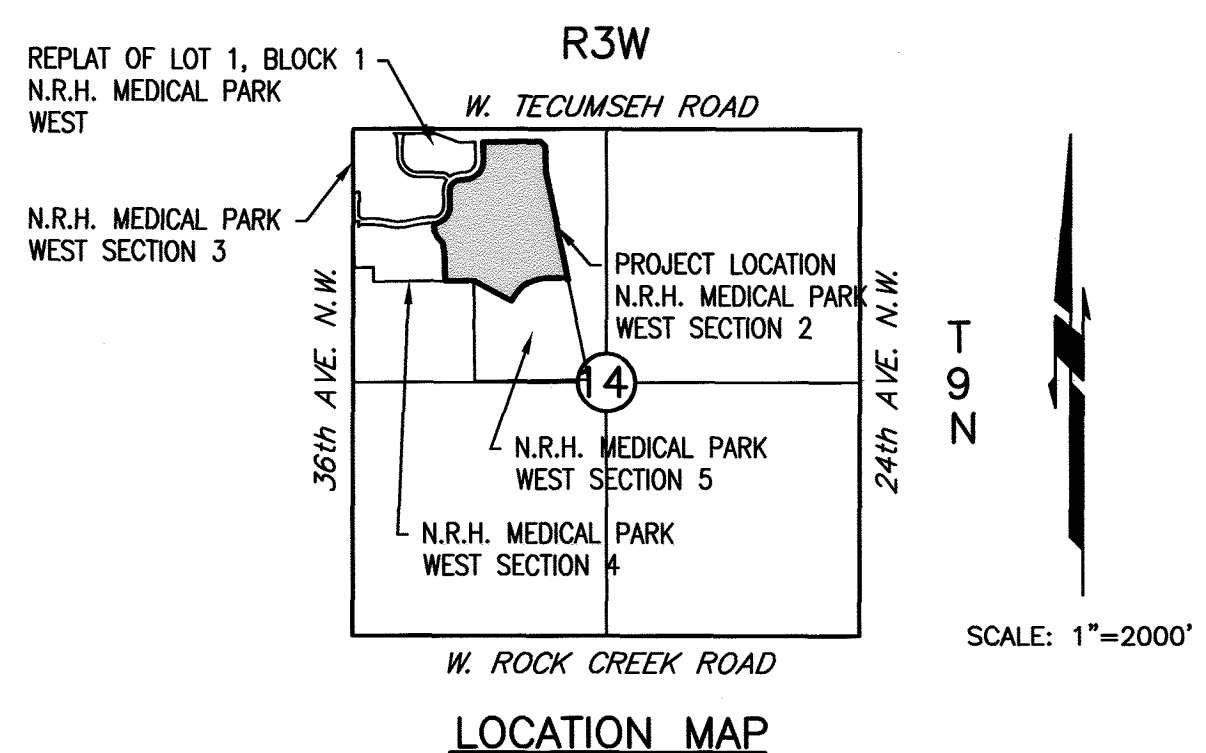 R3W
REPLAT OF LOT 1, BLOCK 1
N.R.H. MEDICAL PARK
WEST
W. TECUMSEH ROAD
N.R.H. MEDICAL PARK
WEST SECTION 3
PROJECT LOCATION
N.R.H. MEDICAL PARK
WEST SECTION 2
36th AVE. N.W.
24th AVE. N.W.
T
9
N
14
N.R.H. MEDICAL PARK
WEST SECTION 5
N.R.H. MEDICAL PARK
WEST SECTION 4
SCALE: 1"=2000'
W. ROCK CREEK ROAD
LOCATION MAP